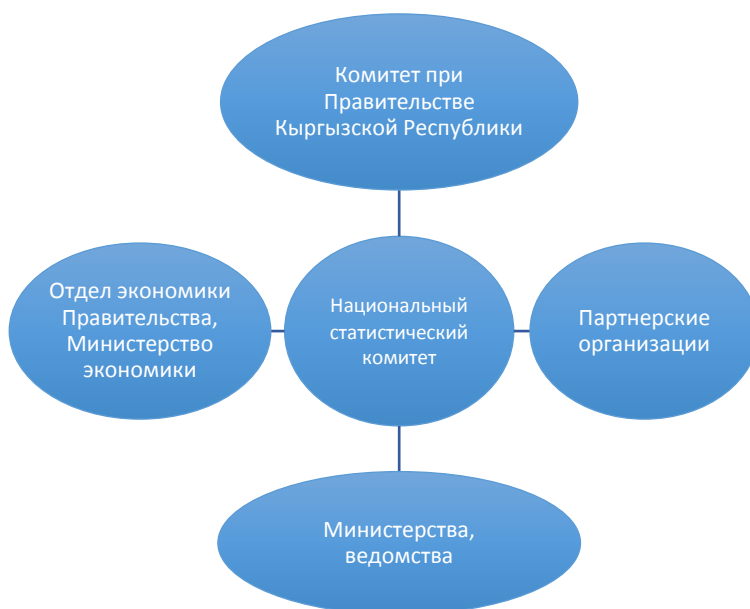 Комитет при
Правительстве
Кыргызской Республики
Отдел экономики
Правительства,
Министерство
экономики
Национальный
статистический
комитет
Партнерские
организации
Министерства,
ведомства